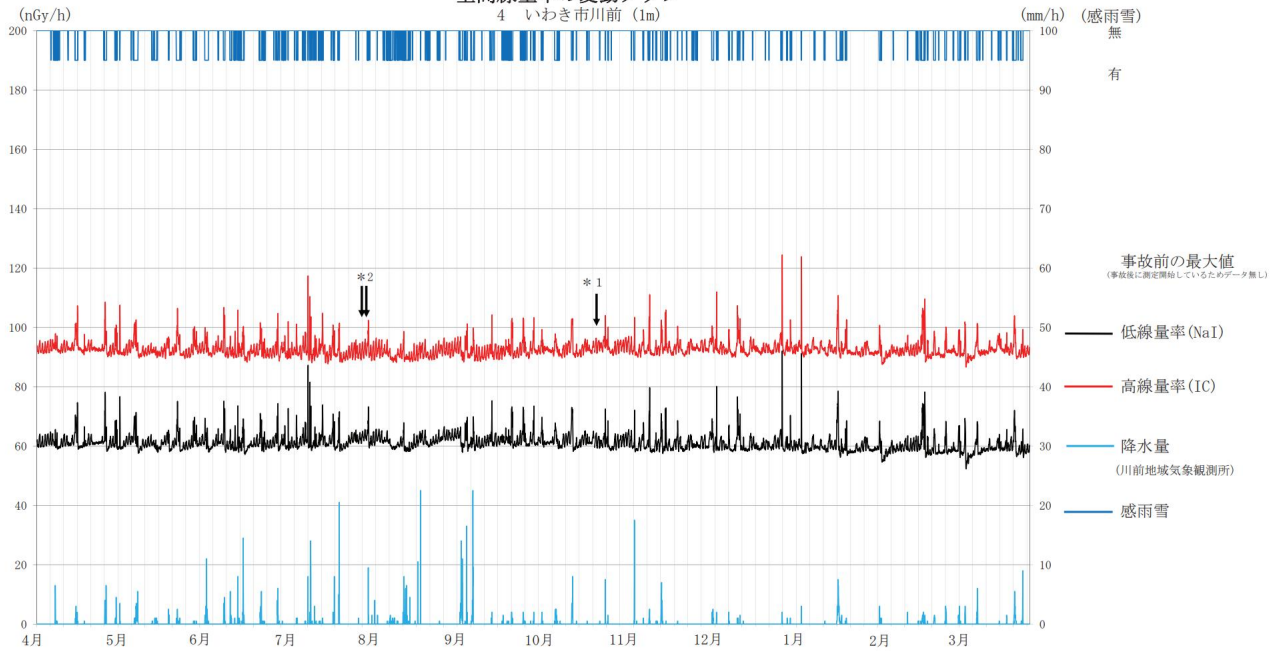 4 いわき市川前 (1m)
(nGy/h)
(mm/h) (感雨雪)
無
有
200
180
160
140
120
100
80
60
40
20
0
100
90
80
70
60
50
40
30
20
10
0
＊2
＊1
事故前の最大値
(事故後に測定開始しているためデータ無し)
低線量率(NaI)
高線量率(IC)
降水量
(川前地域気象観測所)
感雨雪
4月 5月 6月 7月 8月 9月 10月 11月 12月 1月 2月 3月